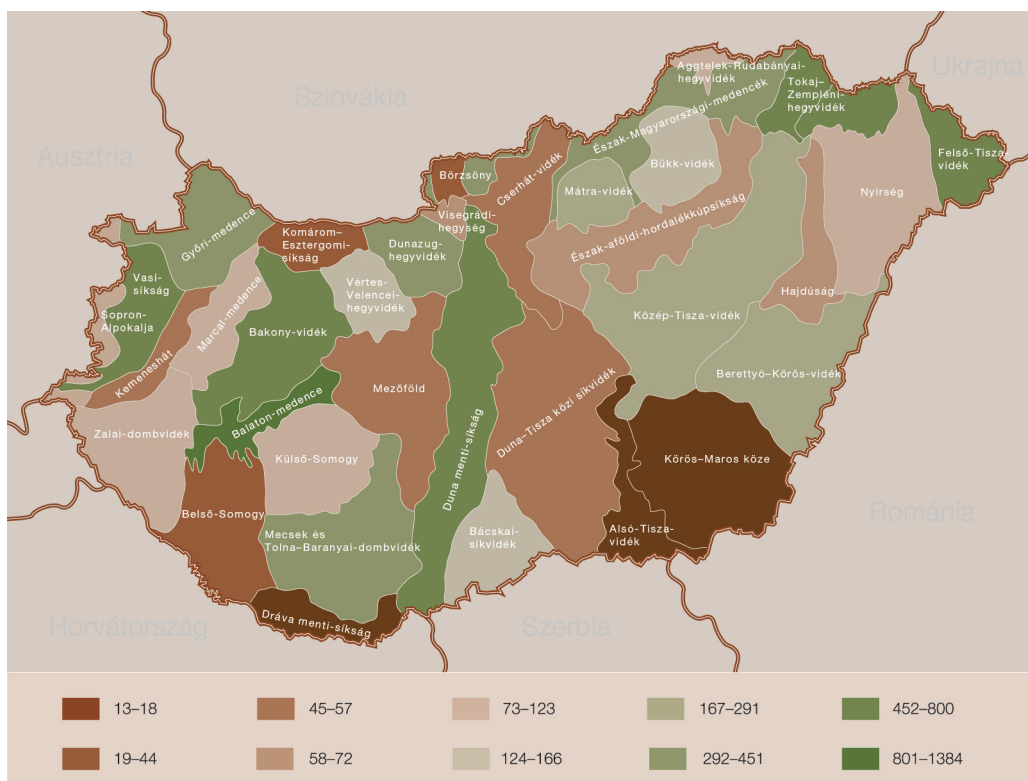 Szlovákia
Ukrajna
Ausztria
Aggtelek-Rudabányai-
hegyvidék
Tokaj–
Zempléni-
hegyvidék
Észak-Magyarországi-medencék
Felső-Tisza-
vidék
Börzsöny
Cserhát-vidék
Bükk-vidék
Mátra-vidék
Nyírség
Visegrádi-
hegység
Győri-medence
Komárom–
Esztergomi-
síkság
Dunazug-
hegyvidék
Észak-aföldi-hordalékkúpsíkság
Vasi-
síkság
Vértes-
Velencei-
hegyvidék
Hajdúság
Marcal-medence
Sopron-
Alpokalja
Bakony-vidék
Közép-Tisza-vidék
Kemeneshát
Mezőföld
Berettyó–Körös-vidék
Balaton-medence
Duna–Tisza közi síkvidék
Zalai-dombvidék
Külső-Somogy
Duna menti-síkság
Körös–Maros köze
Belső-Somogy
Románia
Mecsek és
Tolna–Baranyai-dombvidék
Bácskai-
síkvidék
Alsó-Tisza-
vidék
Dráva menti-síkság
Horvátország
Szerbia
13–18
45–57
73–123
167–291
452–800
19–44
58–72
124–166
292–451
801–1384